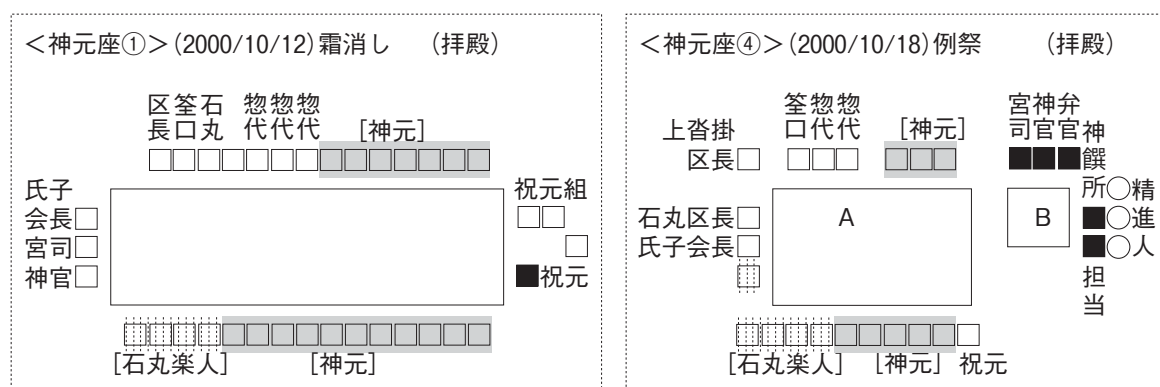 <神元座①>(2000/10/12)霜消し (拝殿)
区長
筌口
石丸
惣代
惣代
惣代
[神元]
氏子
会長
宮司
神官
祝元組
祝元
[石丸楽人]
[神元]
<神元座④>(2000/10/18)例祭 (拝殿)
上沓掛
区長
筌口
惣代
惣代
[神元]
宮司
神官
弁官
神饌所担当
精進人
石丸区長
氏子会長
A
B
[石丸楽人]
[神元]
祝元